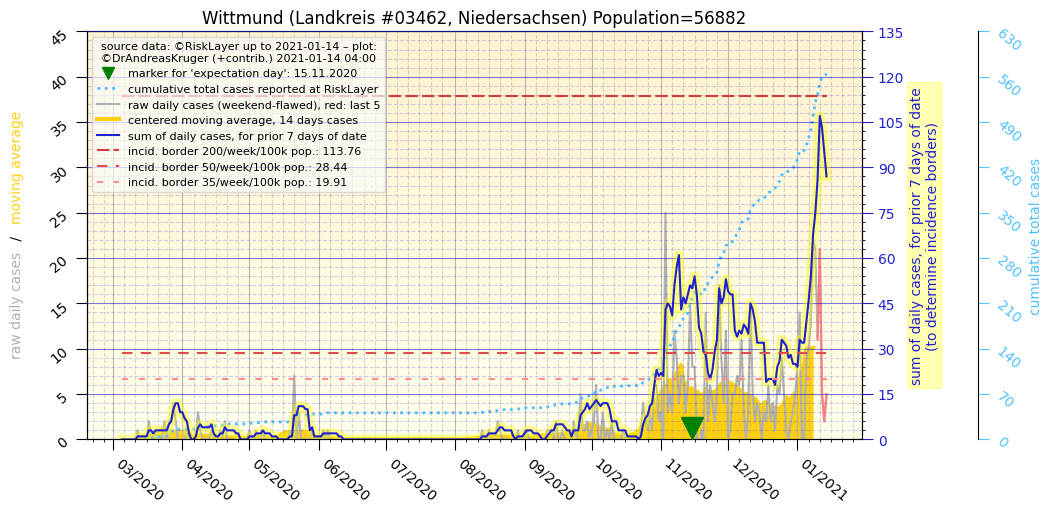 Wittmund (Landkreis #03462, Niedersachsen) Population=56882
source data: ©RiskLayer up to 2021-01-14 – plot:
©DrAndreasKruger (+contrib.) 2021-01-14 04:00
marker for 'expectation day': 15.11.2020
cumulative total cases reported at RiskLayer
raw daily cases (weekend-flawed), red: last 5
centered moving average, 14 days cases
sum of daily cases, for prior 7 days of date
incid. border 200/week/100k pop.: 113.76
incid. border 50/week/100k pop.: 28.44
incid. border 35/week/100k pop.: 19.91
raw daily cases / moving average
45
40
35
30
25
20
15
10
5
0
03/2020
04/2020
05/2020
06/2020
07/2020
08/2020
09/2020
10/2020
11/2020
12/2020
01/2021
135
120
105
90
75
60
45
30
15
0
sum of daily cases, for prior 7 days of date
(to determine incidence borders)
630
560
490
420
350
280
210
140
70
0
cumulative total cases